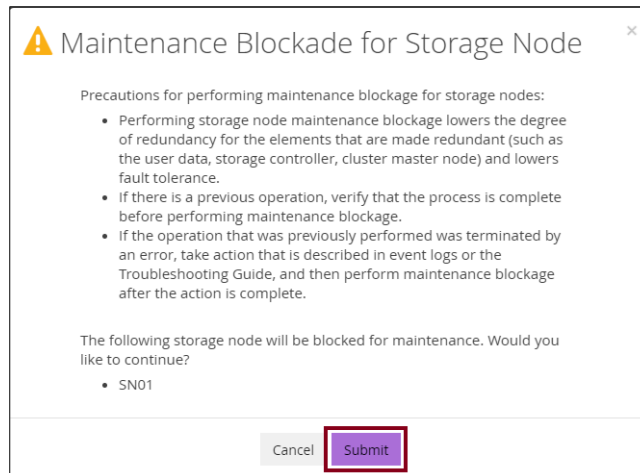 Maintenance Blockade for Storage Node
×
Precautions for performing maintenance blockage for storage nodes:
• Performing storage node maintenance blockage lowers the degree
of redundancy for the elements that are made redundant (such as
the user data, storage controller, cluster master node) and lowers
fault tolerance.
• If there is a previous operation, verify that the process is complete
before performing maintenance blockage.
• If the operation that was previously performed was terminated by
an error, take action that is described in event logs or the
Troubleshooting Guide, and then perform maintenance blockage
after the action is complete.
The following storage node will be blocked for maintenance. Would you
like to continue?
• SN01
Cancel Submit